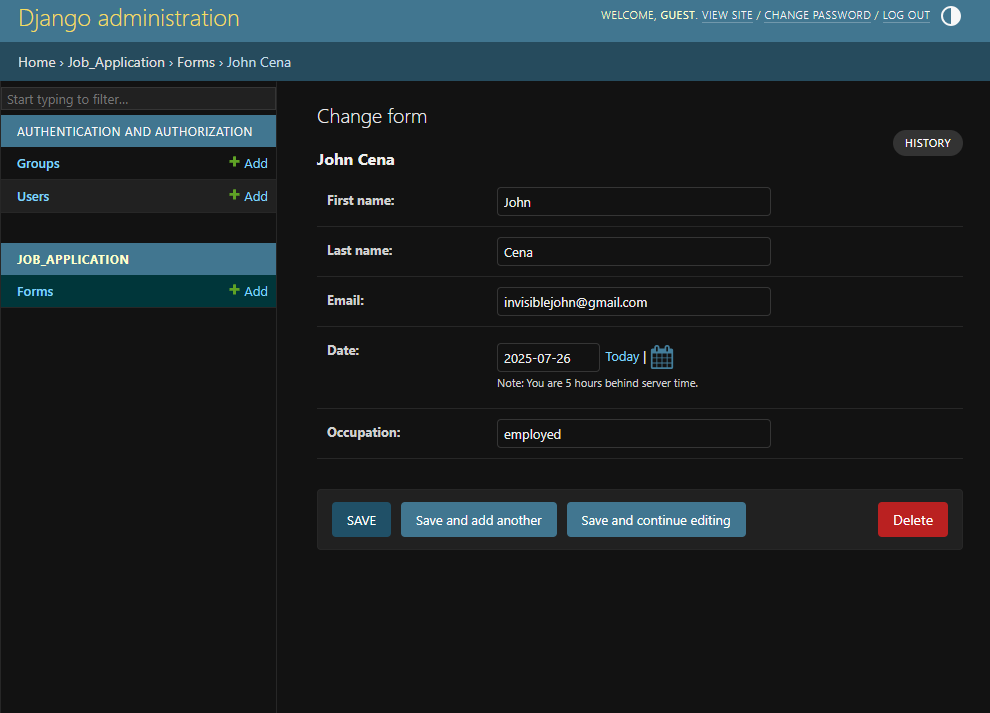 Django administration
WELCOME, GUEST. VIEW SITE / CHANGE PASSWORD / LOG OUT
Home › Job_Application › Forms › John Cena
Start typing to filter...
AUTHENTICATION AND AUTHORIZATION
Groups + Add
Users + Add
JOB_APPLICATION
Forms + Add
Change form
HISTORY
John Cena
First name: John
Last name: Cena
Email: invisiblejohn@gmail.com
Date: 2025-07-26 Today |
Note: You are 5 hours behind server time.
Occupation: employed
SAVE Save and add another Save and continue editing Delete